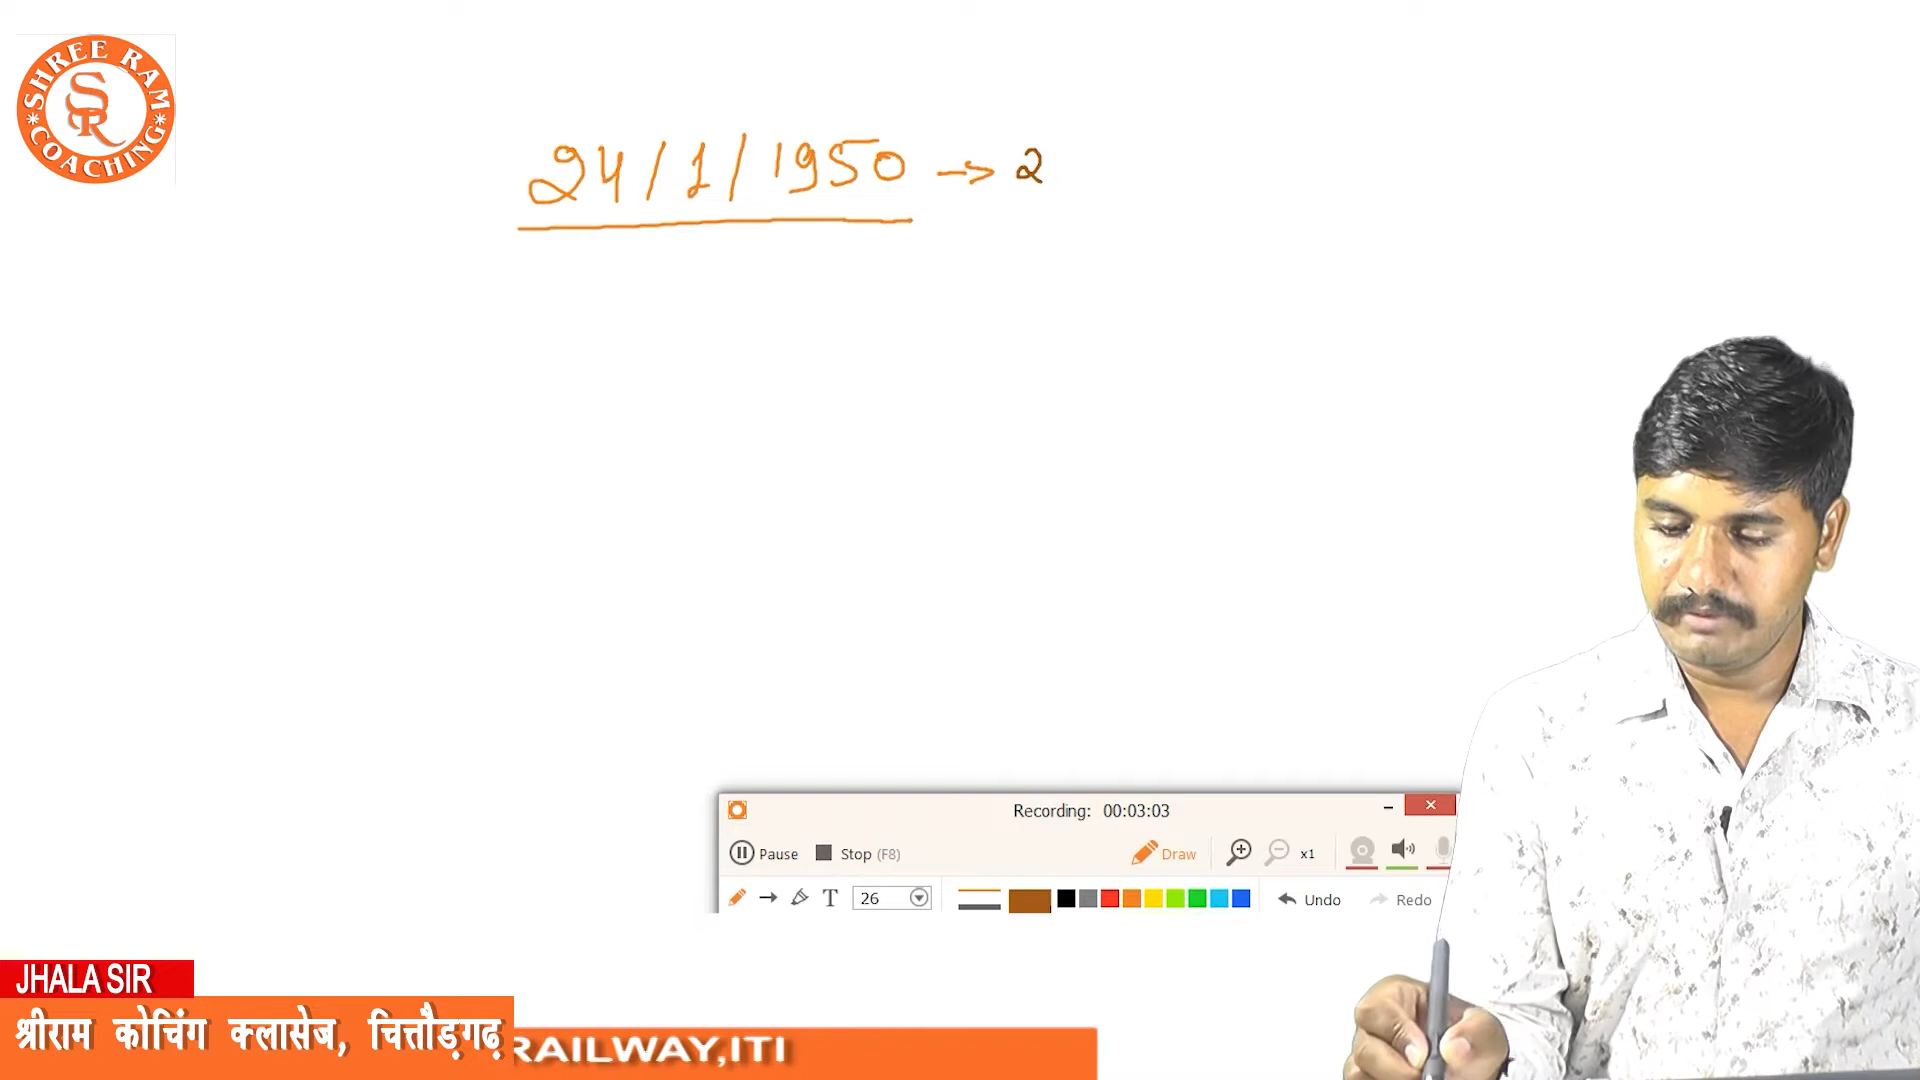 SHREE RAM
SR
COACHING
24/1/1950 → 2
Recording: 00:03:03
Pause Stop (F8) Draw x1
T 26 Undo Redo
JHALA SIR
श्रीराम कोचिंग क्लासेज, चित्तौड़गढ़
RAILWAY,ITI